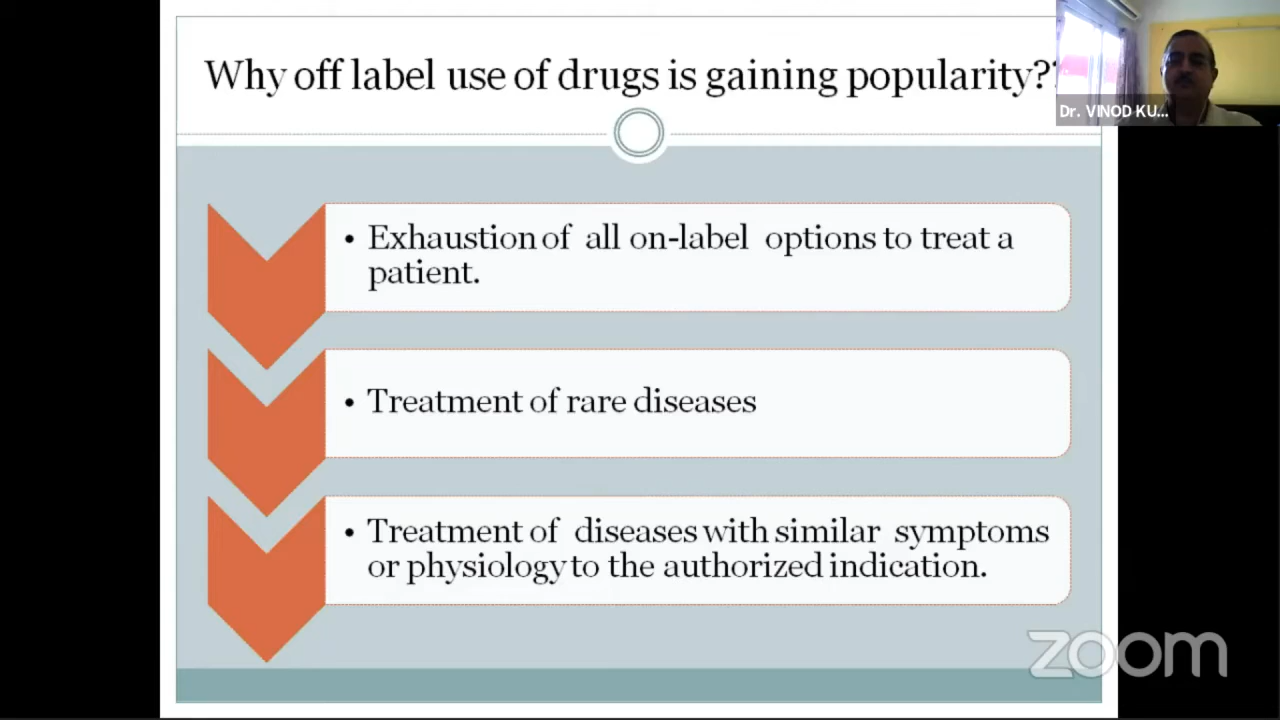 Why off label use of drugs is gaining popularity??
Dr. VINOD KU...
• Exhaustion of all on-label options to treat a
patient.
• Treatment of rare diseases
• Treatment of diseases with similar symptoms
or physiology to the authorized indication.
zoom